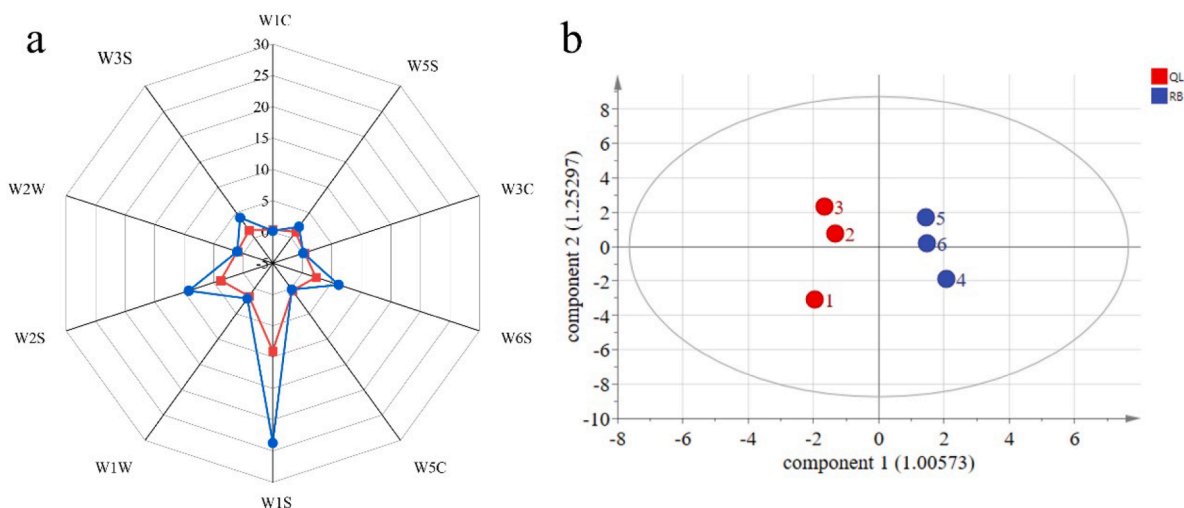 a
W1C
W5S
W3C
W6S
W5C
W1S
W1W
W2S
W2W
W3S
30
25
20
15
10
5
0
-5
b
QL
RB
component 2 (1.25297)
8
6
4
2
0
-2
-4
-6
-8
-10
3
2
1
5
6
4
-8 -6 -4 -2 0 2 4 6
component 1 (1.00573)